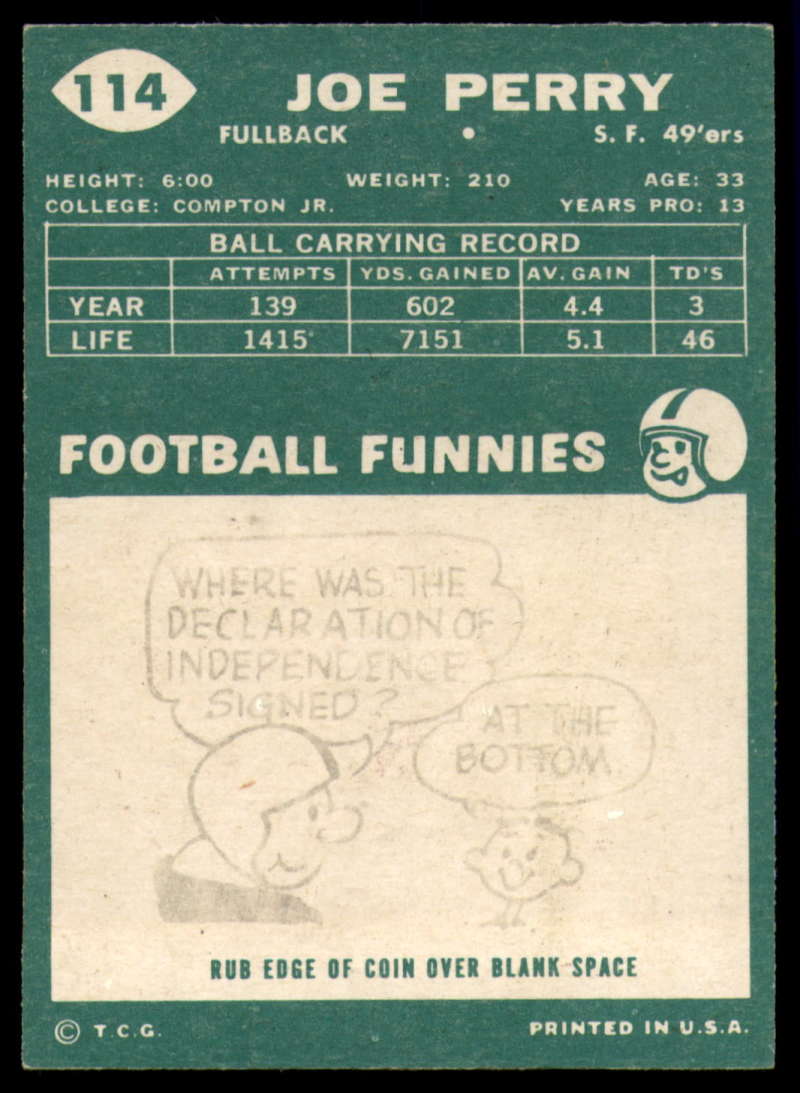 114
JOE PERRY
FULLBACK • S. F. 49'ers
HEIGHT: 6:00 WEIGHT: 210 AGE: 33
COLLEGE: COMPTON JR. YEARS PRO: 13
BALL CARRYING RECORD
ATTEMPTS YDS. GAINED AV. GAIN TD'S
YEAR 139 602 4.4 3
LIFE 1415 7151 5.1 46
FOOTBALL FUNNIES
WHERE WAS THE
DECLARATION OF
INDEPENDENCE
SIGNED?
AT THE
BOTTOM.
RUB EDGE OF COIN OVER BLANK SPACE
© T.C.G. PRINTED IN U.S.A.